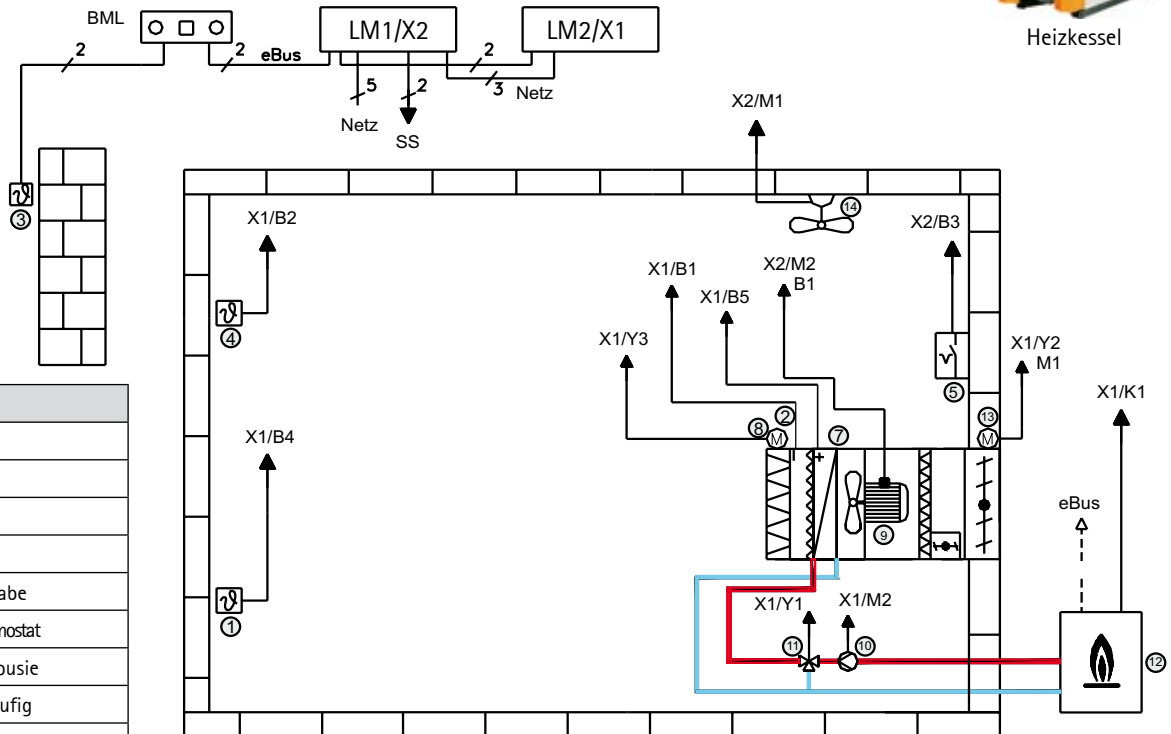 BML
LM1/X2
LM2/X1
Heizkessel
2
2
eBus
5
2
2
3
Netz
Netz
SS
X2/M1
3
14
X1/B2
X2/B3
X1/B1
X2/M2
B1
X1/B5
4
X1/Y3
X1/Y2
M1
5
X1/K1
X1/B4
8
M
2
7
13
M
+
eBus
9
abe
1
X1/Y1
X1/M2
mostat
11
10
12
ousie
ufig